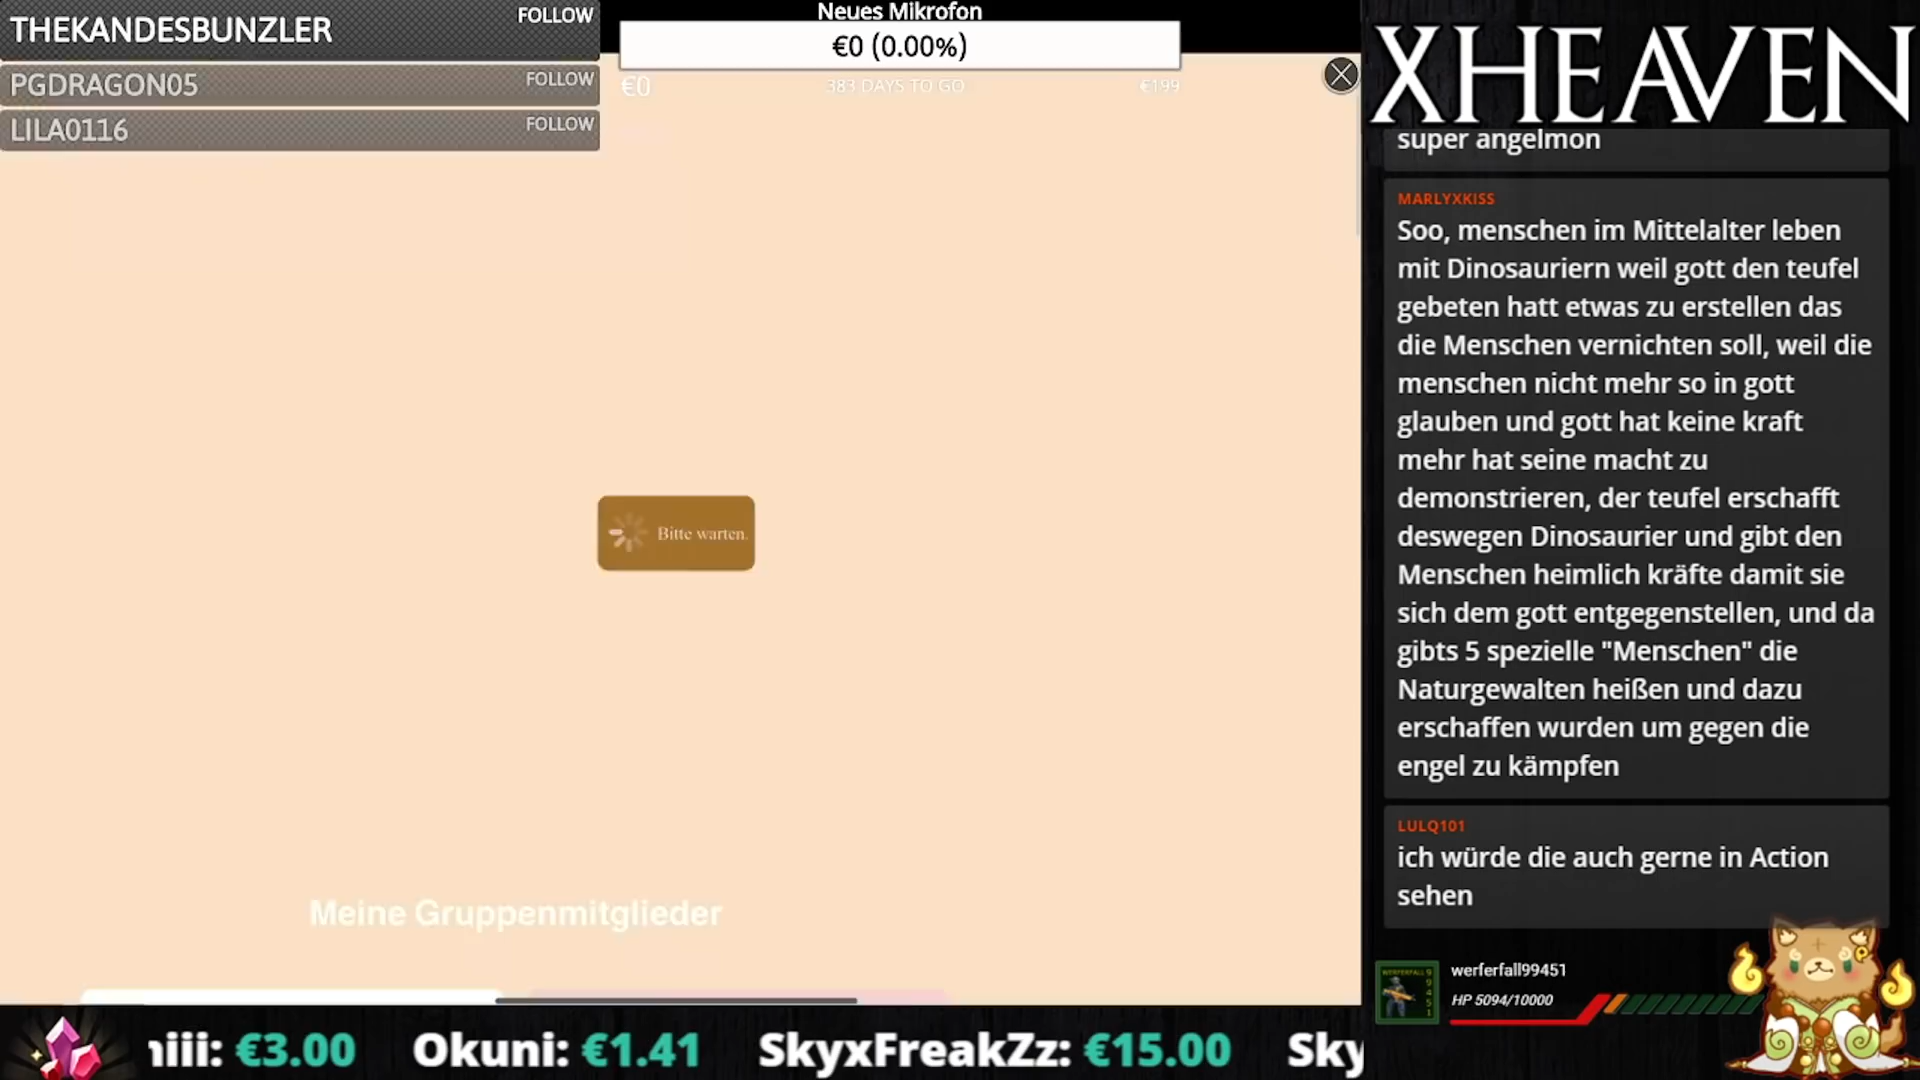 THEKANDESBUNZLER FOLLOW
PGDRAGON05 FOLLOW
LILA0116 FOLLOW
Neues Mikrofon
€0 (0.00%)
€0 383 DAYS TO GO €199
Bitte warten.
Meine Gruppenmitglieder
XHEAVEN
super angelmon
MARLYXKISS
Soo, menschen im Mittelalter leben
mit Dinosauriern weil gott den teufel
gebeten hatt etwas zu erstellen das
die Menschen vernichten soll, weil die
menschen nicht mehr so in gott
glauben und gott hat keine kraft
mehr hat seine macht zu
demonstrieren, der teufel erschafft
deswegen Dinosaurier und gibt den
Menschen heimlich kräfte damit sie
sich dem gott entgegenstellen, und da
gibts 5 spezielle "Menschen" die
Naturgewalten heißen und dazu
erschaffen wurden um gegen die
engel zu kämpfen
LULQ101
ich würde die auch gerne in Action
sehen
werferfall99451
HP 5094/10000
iiii: €3.00 Okuni: €1.41 SkyxFreakZz: €15.00 Sky